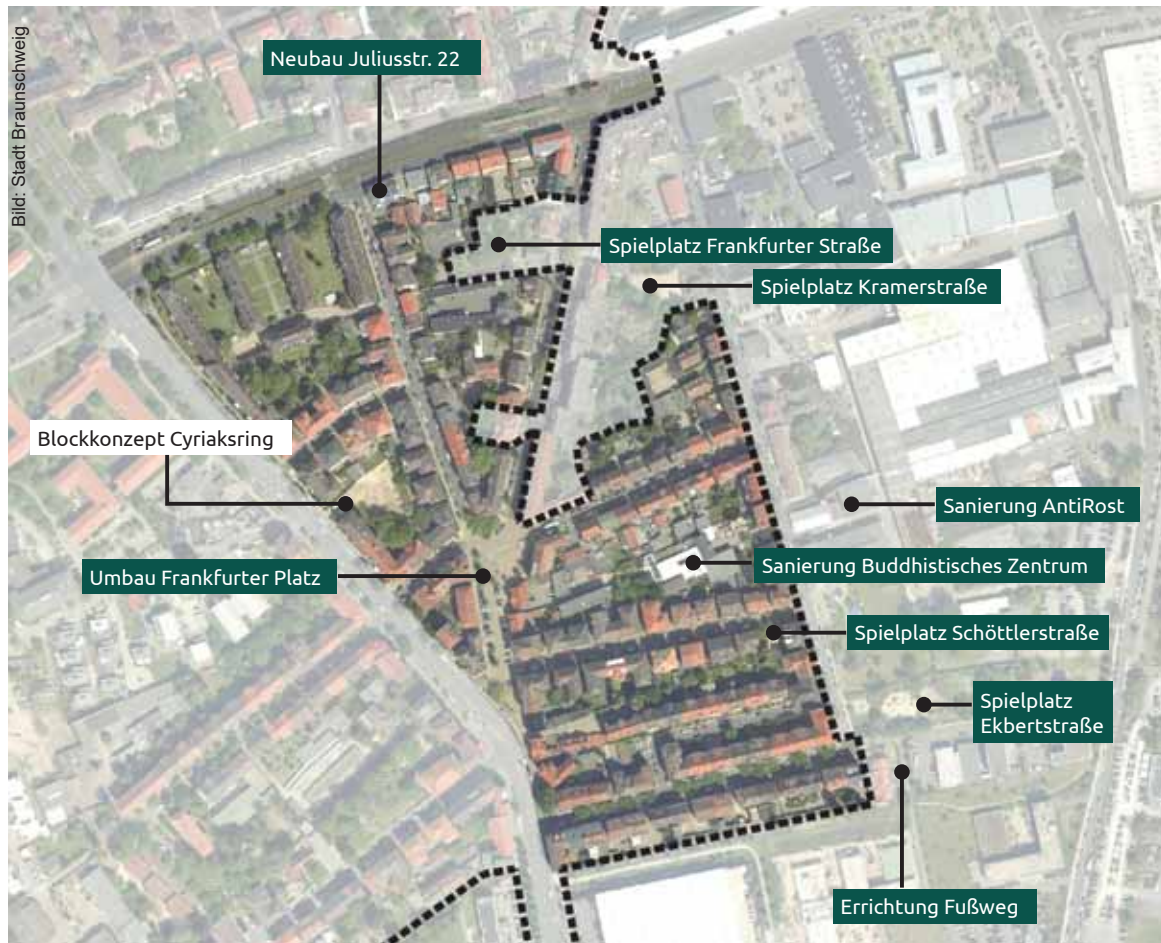 Bild: Stadt Braunschweig
Neubau Juliusstr. 22
Spielplatz Frankfurter Straße
Spielplatz Kramerstraße
Blockkonzept Cyriaksring
Sanierung AntiRost
Umbau Frankfurter Platz
Sanierung Buddhistisches Zentrum
Spielplatz Schöttlerstraße
Spielplatz
Ekbertstraße
Errichtung Fußweg